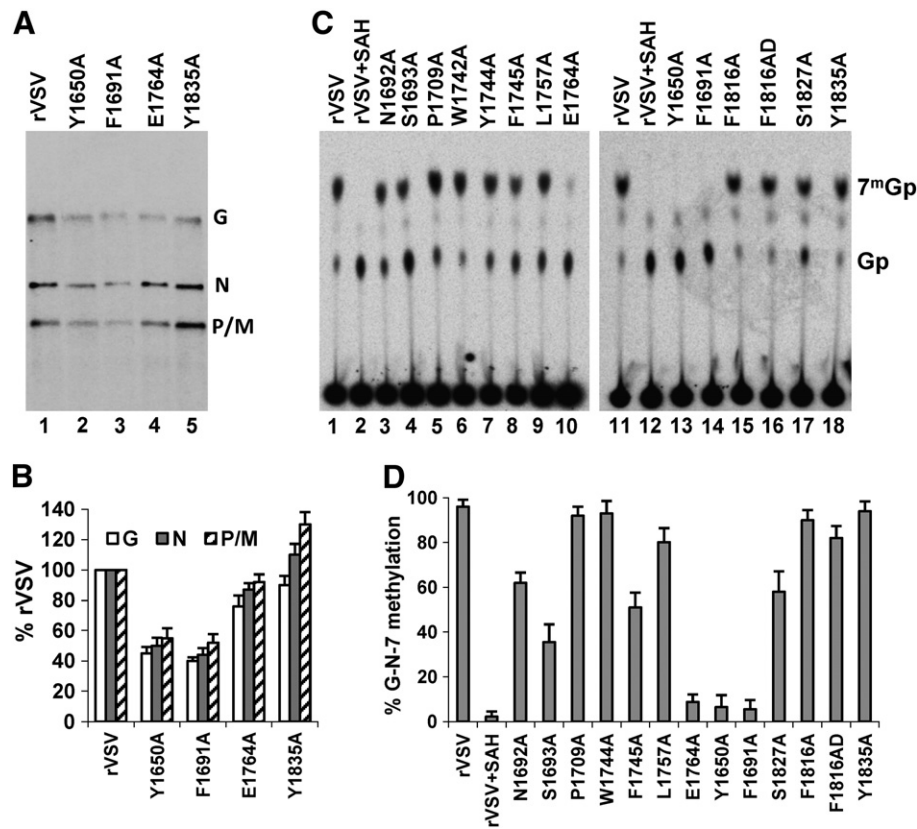 A
rVSV
Y1650A
F1691A
E1764A
Y1835A
G
N
P/M
1 2 3 4 5
C
rVSV
rVSV+SAH
N1692A
S1693A
P1709A
W1742A
Y1744A
F1745A
L1757A
E1764A
rVSV
rVSV+SAH
Y1650A
F1691A
F1816A
F1816AD
S1827A
Y1835A
7mGp
Gp
1 2 3 4 5 6 7 8 9 10
11 12 13 14 15 16 17 18
B
% rVSV
140
120
100
80
60
40
20
0
G N P/M
rVSV
Y1650A
F1691A
E1764A
Y1835A
D
% G-N-7 methylation
100
80
60
40
20
0
rVSV
rVSV+SAH
N1692A
S1693A
P1709A
W1744A
F1745A
L1757A
E1764A
Y1650A
F1691A
S1827A
F1816A
F1816AD
Y1835A